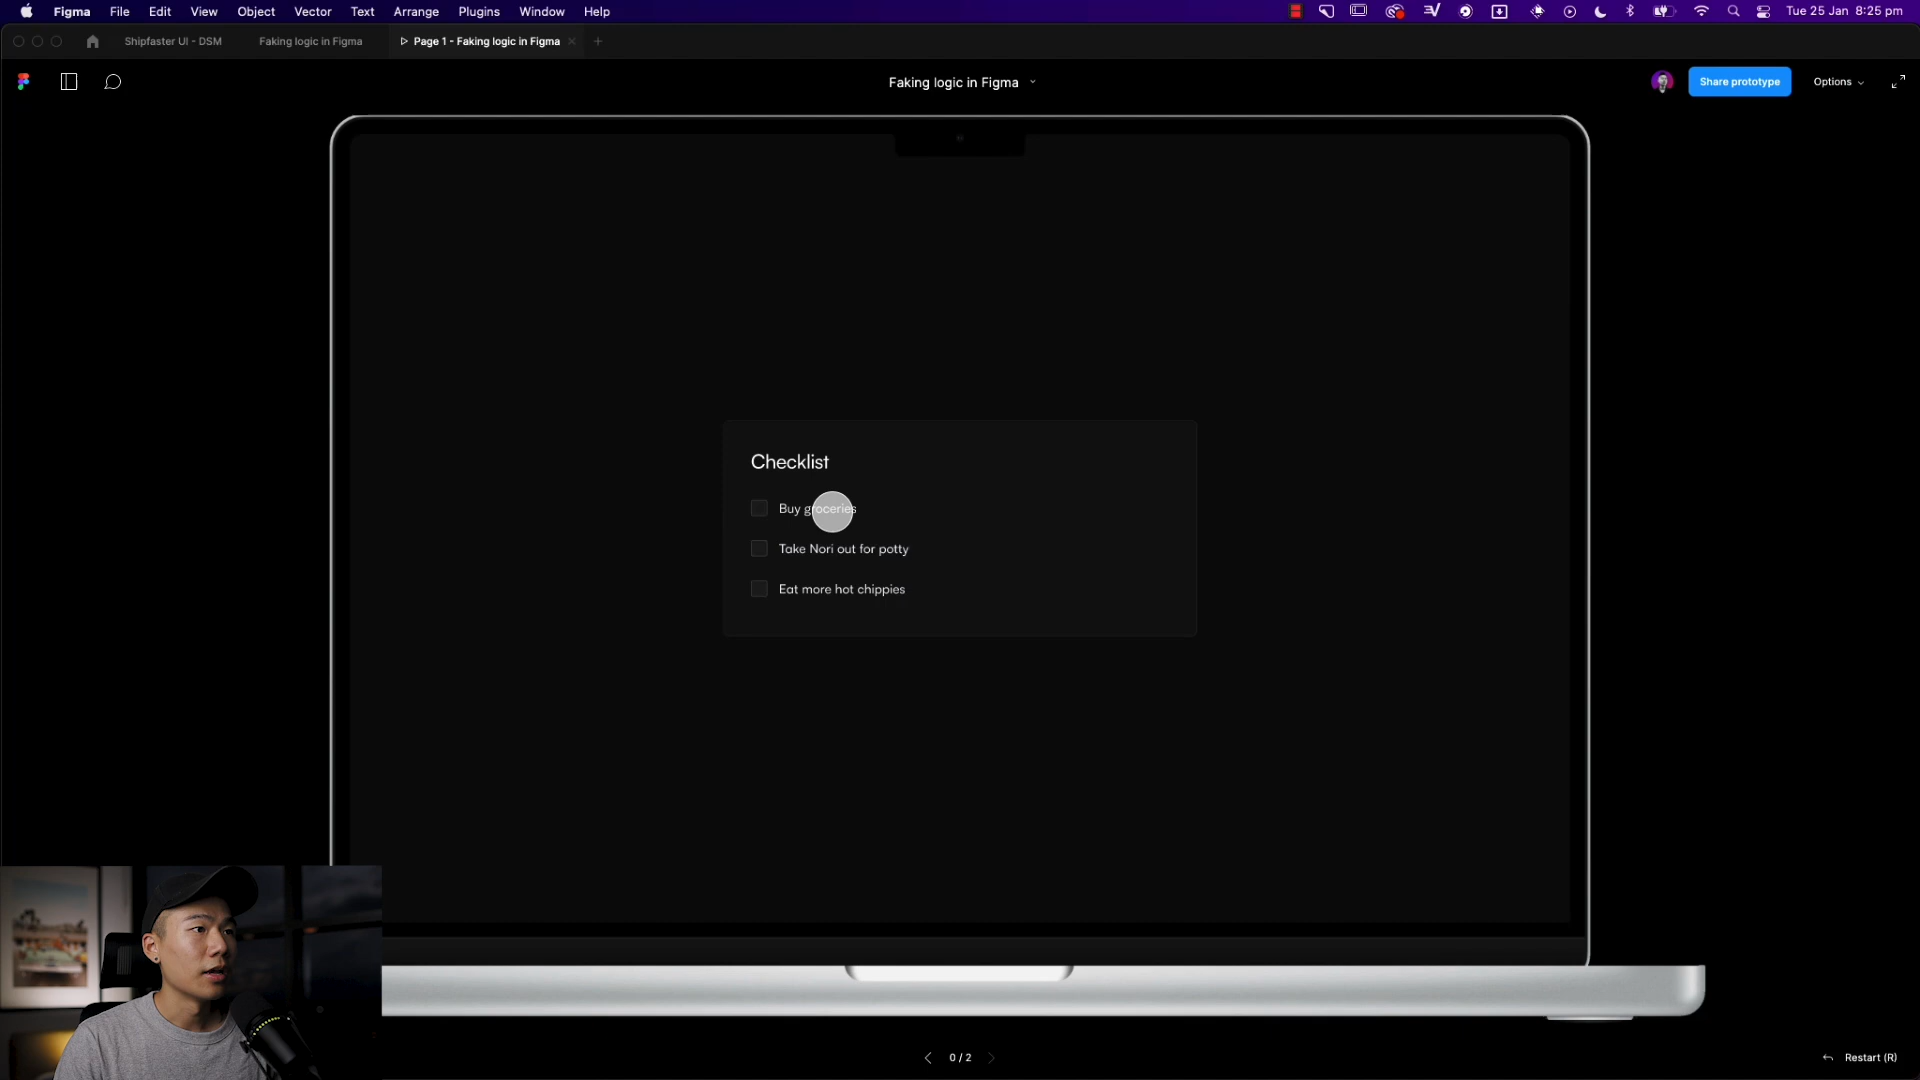 Figma File Edit View Object Vector Text Arrange Plugins Window Help Tue 25 Jan 8:25 pm
Shipfaster UI - DSM Faking logic in Figma Page 1 - Faking logic in Figma
Faking logic in Figma Share prototype Options
Checklist
Buy groceries
Take Nori out for potty
Eat more hot chippies
0 / 2 Restart (R)